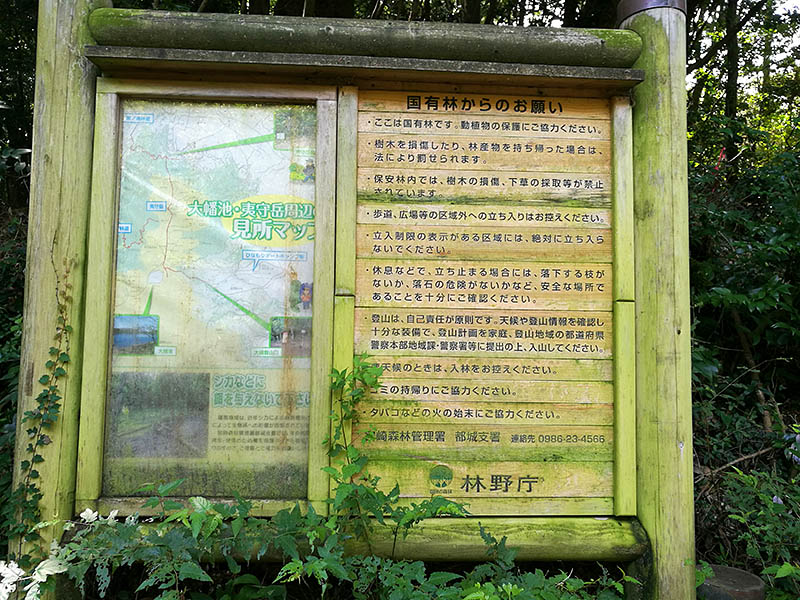 大幡池・夷守岳周辺の
見所マップ
夷守岳
大幡池
大幡登山口
シカなどに
餌を与えないで下さい
国有林からのお願い
・ここは国有林です。動植物の保護にご協力ください。
・樹木を損傷したり、林産物を持ち帰った場合は、
法により罰せられます。
・保安林内では、樹木の損傷、下草の採取等が禁止
されています。
・歩道、広場等の区域外への立ち入りはお控えください。
・立入制限の表示がある区域には、絶対に立ち入ら
ないでください。
・休息などで、立ち止まる場合には、落下する枝が
ないか、落石の危険がないかなど、安全な場所で
あることを十分にご確認ください。
・登山は、自己責任が原則です。天候や登山情報を確認し
十分な装備で、登山計画を家庭、登山地域の都道府県
警察本部地域課・警察署等に提出の上、入山してください。
天候のときは、入林をお控えください。
ミの持帰りにご協力ください。
・タバコなどの火の始末にご協力ください。
崎森林管理署 都城支署 連絡先 0986-23-4566
林野庁